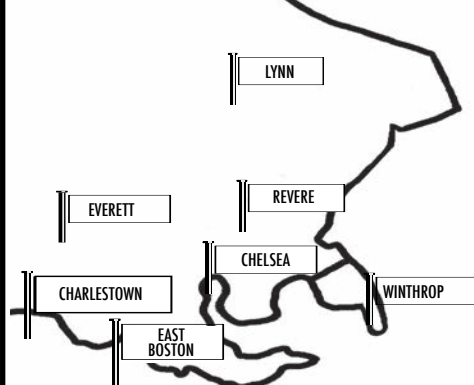 LYNN
REVERE
EVERETT
CHELSEA
CHARLESTOWN
WINTHROP
EAST
BOSTON